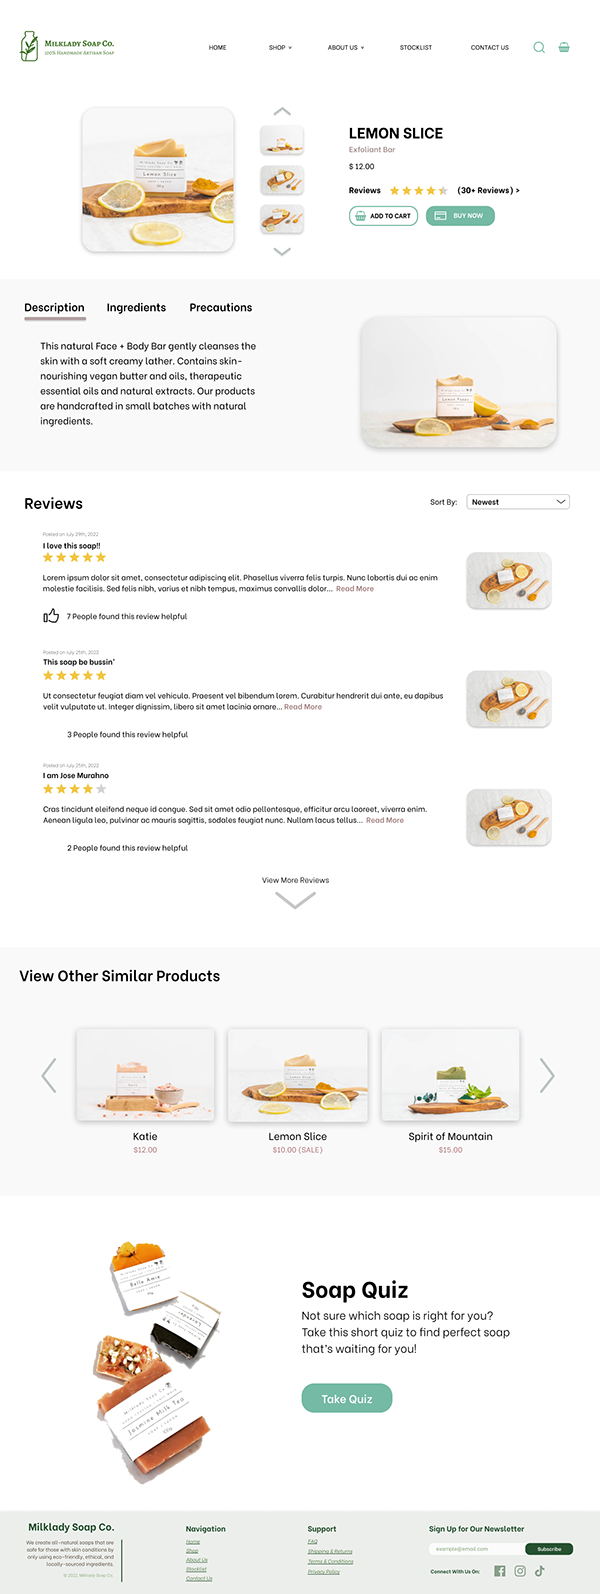 Milklady Soap Co.
100% Handmade Artisan Soap
HOME
SHOP
ABOUT US
STOCKLIST
CONTACT US
Milklady Soap Co.
Lemon Slice
LEMON SLICE
Exfoliant Bar
$ 12.00
Reviews
(30+ Reviews) >
ADD TO CART
BUY NOW
Description
Ingredients
Precautions
This natural Face + Body Bar gently cleanses the
skin with a soft creamy lather. Contains skin-
nourishing vegan butter and oils, therapeutic
essential oils and natural extracts. Our products
are handcrafted in small batches with natural
ingredients.
Reviews
Sort By:
Newest
Posted on July 29th, 2022
I love this soap!!
Lorem ipsum dolor sit amet, consectetur adipiscing elit. Phasellus viverra felis turpis. Nunc lobortis dui ac enim
molestie facilisis. Sed felis nibh, varius et nibh tempus, maximus convallis dolor... Read More
7 People found this review helpful
Posted on July 25th, 2022
This soap be bussin'
Ut consectetur feugiat diam vel vehicula. Praesent vel bibendum lorem. Curabitur hendrerit dui ante, eu dapibus
velit vulputate ut. Integer dignissim, libero sit amet lacinia ornare... Read More
3 People found this review helpful
Posted on July 25th, 2022
I am Jose Murahno
Cras tincidunt eleifend neque id congue. Sed sit amet odio pellentesque, efficitur arcu laoreet, viverra enim.
Aenean ligula leo, pulvinar ac mauris sagittis, sodales feugiat nunc. Nullam lacus tellus... Read More
2 People found this review helpful
View More Reviews
View Other Similar Products
Katie
$12.00
Lemon Slice
$10.00 (SALE)
Spirit of Mountain
$15.00
Belle Amie
Lavender
Milklady Soap Co.
Jasmine Milk Tea
Soap Quiz
Not sure which soap is right for you?
Take this short quiz to find perfect soap
that's waiting for you!
Take Quiz
Milklady Soap Co.
We create all-natural soaps that are
safe for those with skin conditions by
only using eco-friendly, ethical, and
locally-sourced ingredients.
© 2022, Milklady Soap Co.
Navigation
Home
Shop
About Us
Stocklist
Contact Us
Support
FAQ
Shipping & Returns
Terms & Conditions
Privacy Policy
Sign Up for Our Newsletter
example@email.com
Subscribe
Connect With Us On: